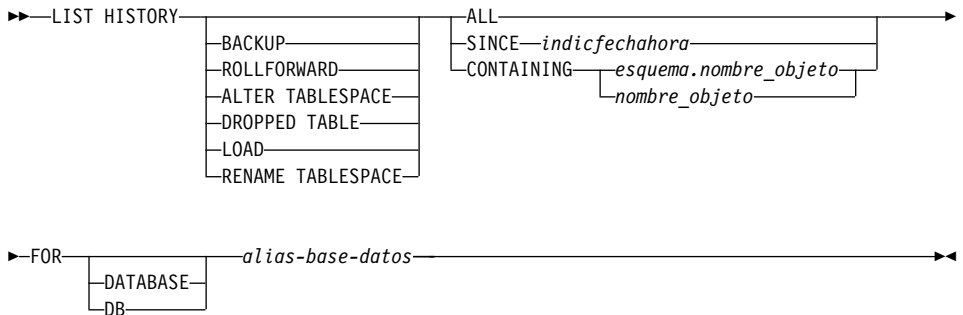 LIST HISTORY ALL
BACKUP SINCE indicfechahora
ROLLFORWARD CONTAINING esquema.nombre_objeto
ALTER TABLESPACE nombre_objeto
DROPPED TABLE
LOAD
RENAME TABLESPACE
FOR alias-base-datos
DATABASE
DB